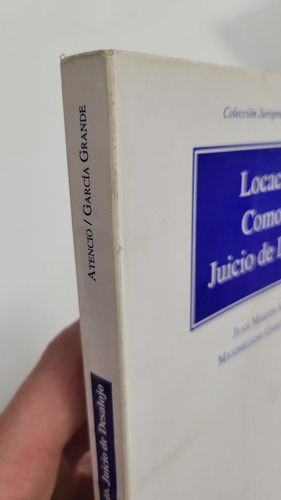 ATENCIO / GARCÍA GRANDE
Juicio de Desalojo
Colección Jurispru
Locac
Como
Juicio de D
JUAN MARTÍN A
MAXIMILIANO GARC